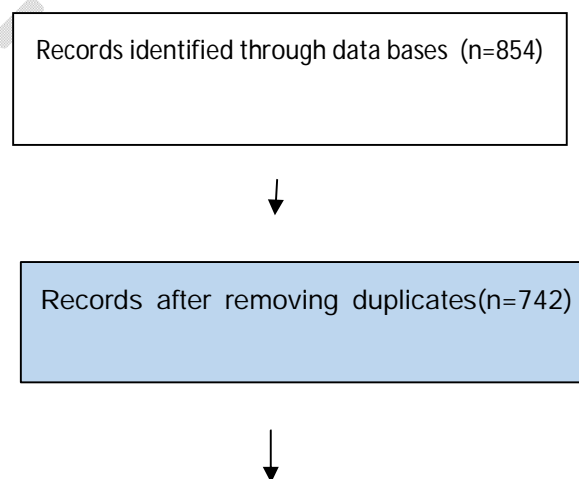 Records identified through data bases (n=854)
Records after removing duplicates(n=742)